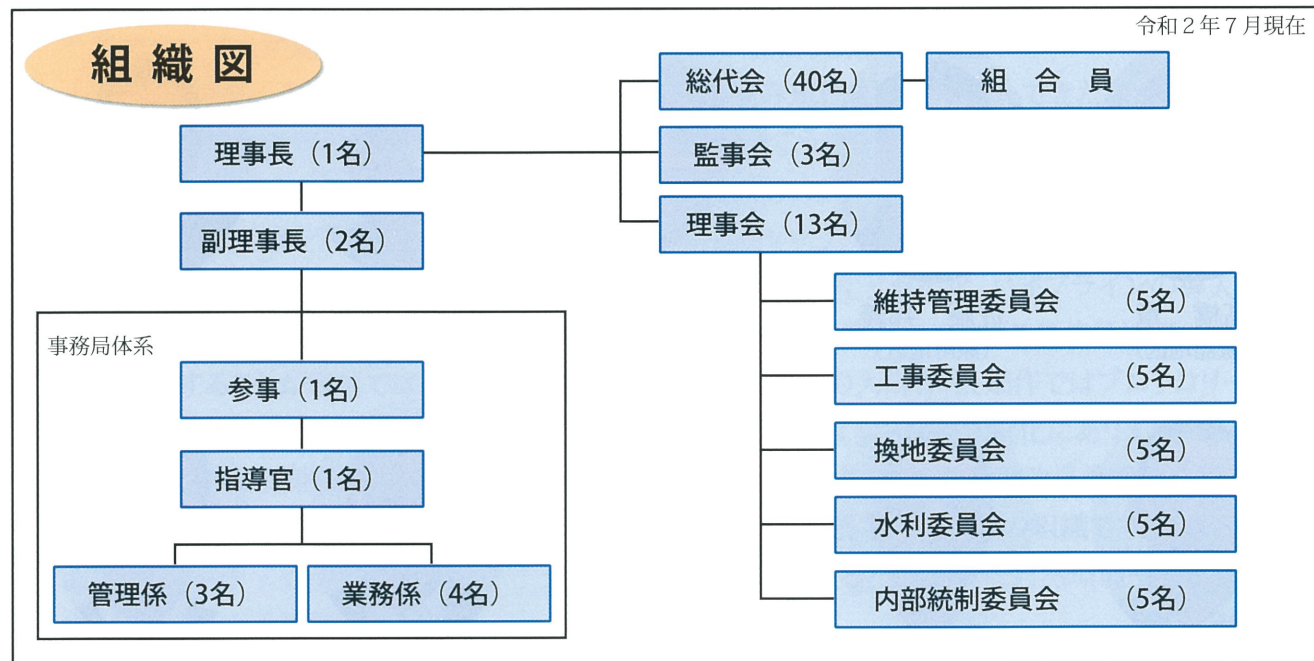 令和２年７月現在
組織図
総代会（40名）
組合員
理事長（1名）
監事会（3名）
副理事長（2名）
理事会（13名）
維持管理委員会　（5名）
工事委員会　（5名）
換地委員会　（5名）
水利委員会　（5名）
内部統制委員会　（5名）
事務局体系
参事（1名）
指導官（1名）
管理係（3名）
業務係（4名）